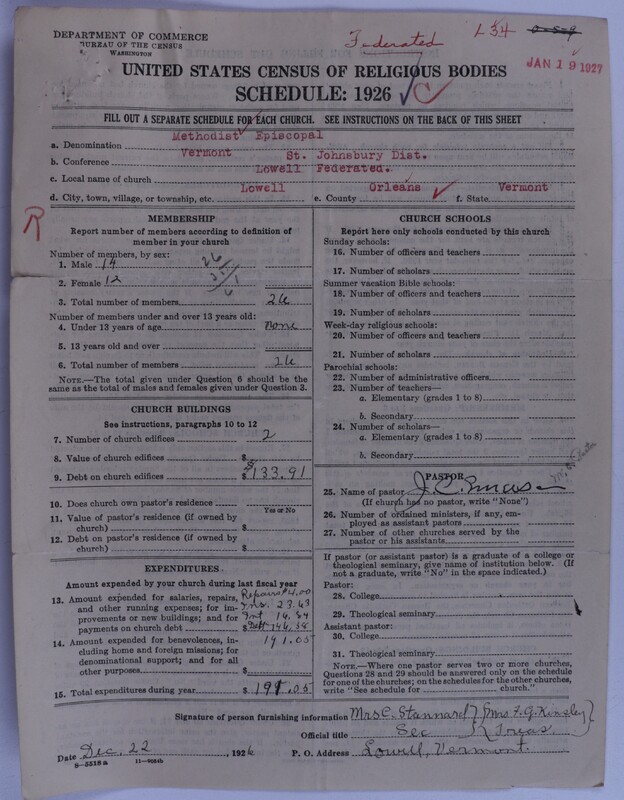 DEPARTMENT OF COMMERCE
BUREAU OF THE CENSUS
WASHINGTON
Federated
L 34
JAN 19 1927
UNITED STATES CENSUS OF RELIGIOUS BODIES
SCHEDULE: 1926
C
FILL OUT A SEPARATE SCHEDULE FOR EACH CHURCH. SEE INSTRUCTIONS ON THE BACK OF THIS SHEET
a. Denomination Methodist Episcopal
b. Conference Vermont St. Johnsbury Dist.
c. Local name of church Lowell Federated.
d. City, town, village, or township, etc. Lowell e. County Orleans f. State Vermont
R
MEMBERSHIP
Report number of members according to definition of
member in your church
Number of members, by sex:
1. Male 14
2. Female 12
3. Total number of members 26
Number of members under and over 13 years old:
4. Under 13 years of age None
5. 13 years old and over
6. Total number of members 26
NOTE.—The total given under Question 6 should be the
same as the total of males and females given under Question 3.
CHURCH BUILDINGS
See instructions, paragraphs 10 to 12
7. Number of church edifices 2
8. Value of church edifices $
9. Debt on church edifices $ $133.91
10. Does church own pastor's residence
Yes or No
11. Value of pastor's residence (if owned by
church) $
12. Debt on pastor's residence (if owned by
church) $
EXPENDITURES
Amount expended by your church during last fiscal year
13. Amount expended for salaries, repairs,
and other running expenses; for im-
provements or new buildings; and for
payments on church debt $
Repairs
Ins. 23.63
Int
Debt
14. Amount expended for benevolences, in-
cluding home and foreign missions; for
denominational support; and for all
other purposes $
191.05
15. Total expenditures during year $ 191.05
CHURCH SCHOOLS
Report here only schools conducted by this church
Sunday schools:
16. Number of officers and teachers
17. Number of scholars
Summer vacation Bible schools:
18. Number of officers and teachers
19. Number of scholars
Week-day religious schools:
20. Number of officers and teachers
21. Number of scholars
Parochial schools:
22. Number of administrative officers
23. Number of teachers—
a. Elementary (grades 1 to 8)
b. Secondary
24. Number of scholars—
a. Elementary (grades 1 to 8)
b. Secondary
PASTOR
25. Name of pastor J. C.
(If church has no pastor, write "None")
26. Number of ordained ministers, if any, em-
ployed as assistant pastors
27. Number of other churches served by the
pastor or his assistants
If pastor (or assistant pastor) is a graduate of a college or
theological seminary, give name of institution below. (If
not a graduate, write "No" in the space indicated.)
Pastor:
28. College
29. Theological seminary
Assistant pastor:
30. College
31. Theological seminary
NOTE.—Where one pastor serves two or more churches,
Questions 28 and 29 should be answered only on the schedule
for one of the churches; on the schedules for the other churches,
write "See schedule for church."
Signature of person furnishing information Mrs C. Stannard } {Mrs F. G. Kinsley}
Official title Sec } { Treas.
Date Dec. 22, 1926 P. O. Address Lowell, Vermont.
8-5518a 11-9064b